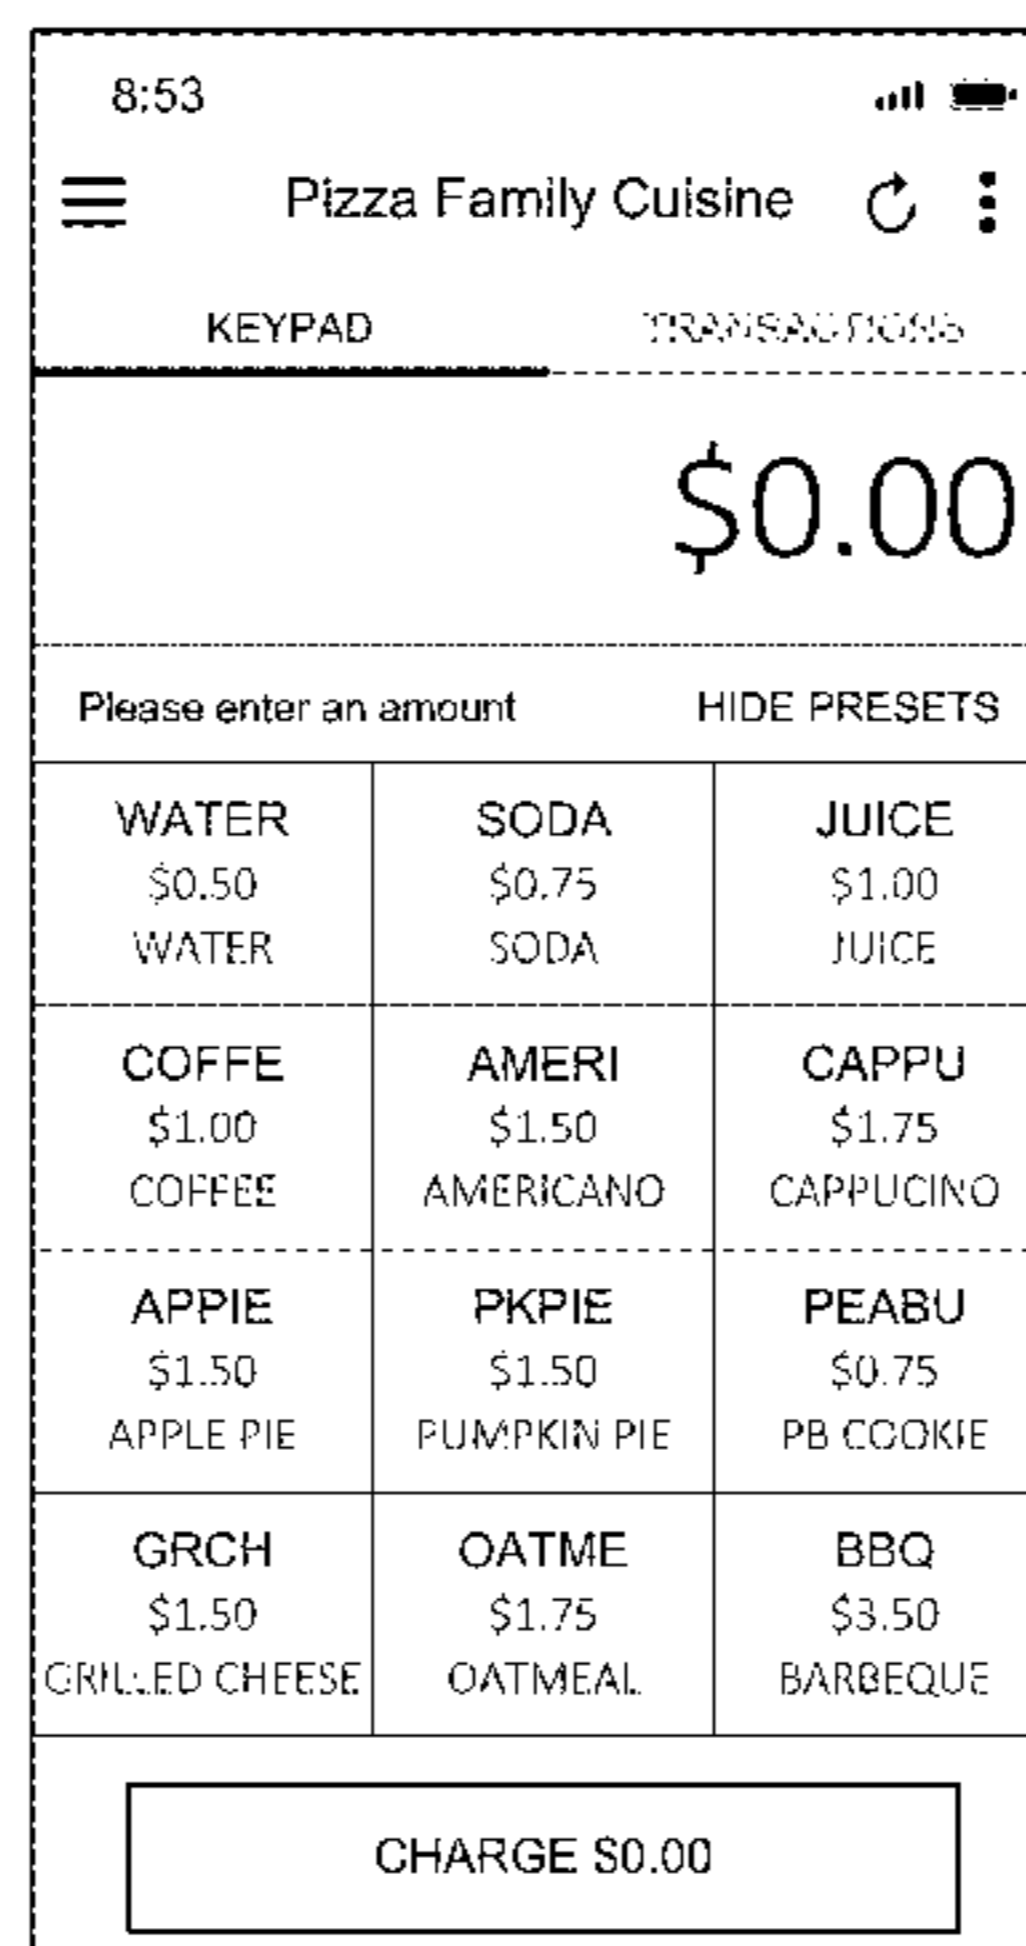 8:53
Pizza Family Cuisine
KEYPAD TRANSACTIONS
$0.00
Please enter an amount HIDE PRESETS
WATER SODA JUICE
$0.50 $0.75 $1.00
WATER SODA JUICE
COFFE AMERI CAPPU
$1.00 $1.50 $1.75
COFFEE AMERICANO CAPPUCINO
APPIE PKPIE PEABU
$1.50 $1.50 $0.75
APPLE PIE PUMPKIN PIE PB COOKIE
GRCH OATME BBQ
$1.50 $1.75 $3.50
GRILLED CHEESE OATMEAL BARBEQUE
CHARGE $0.00